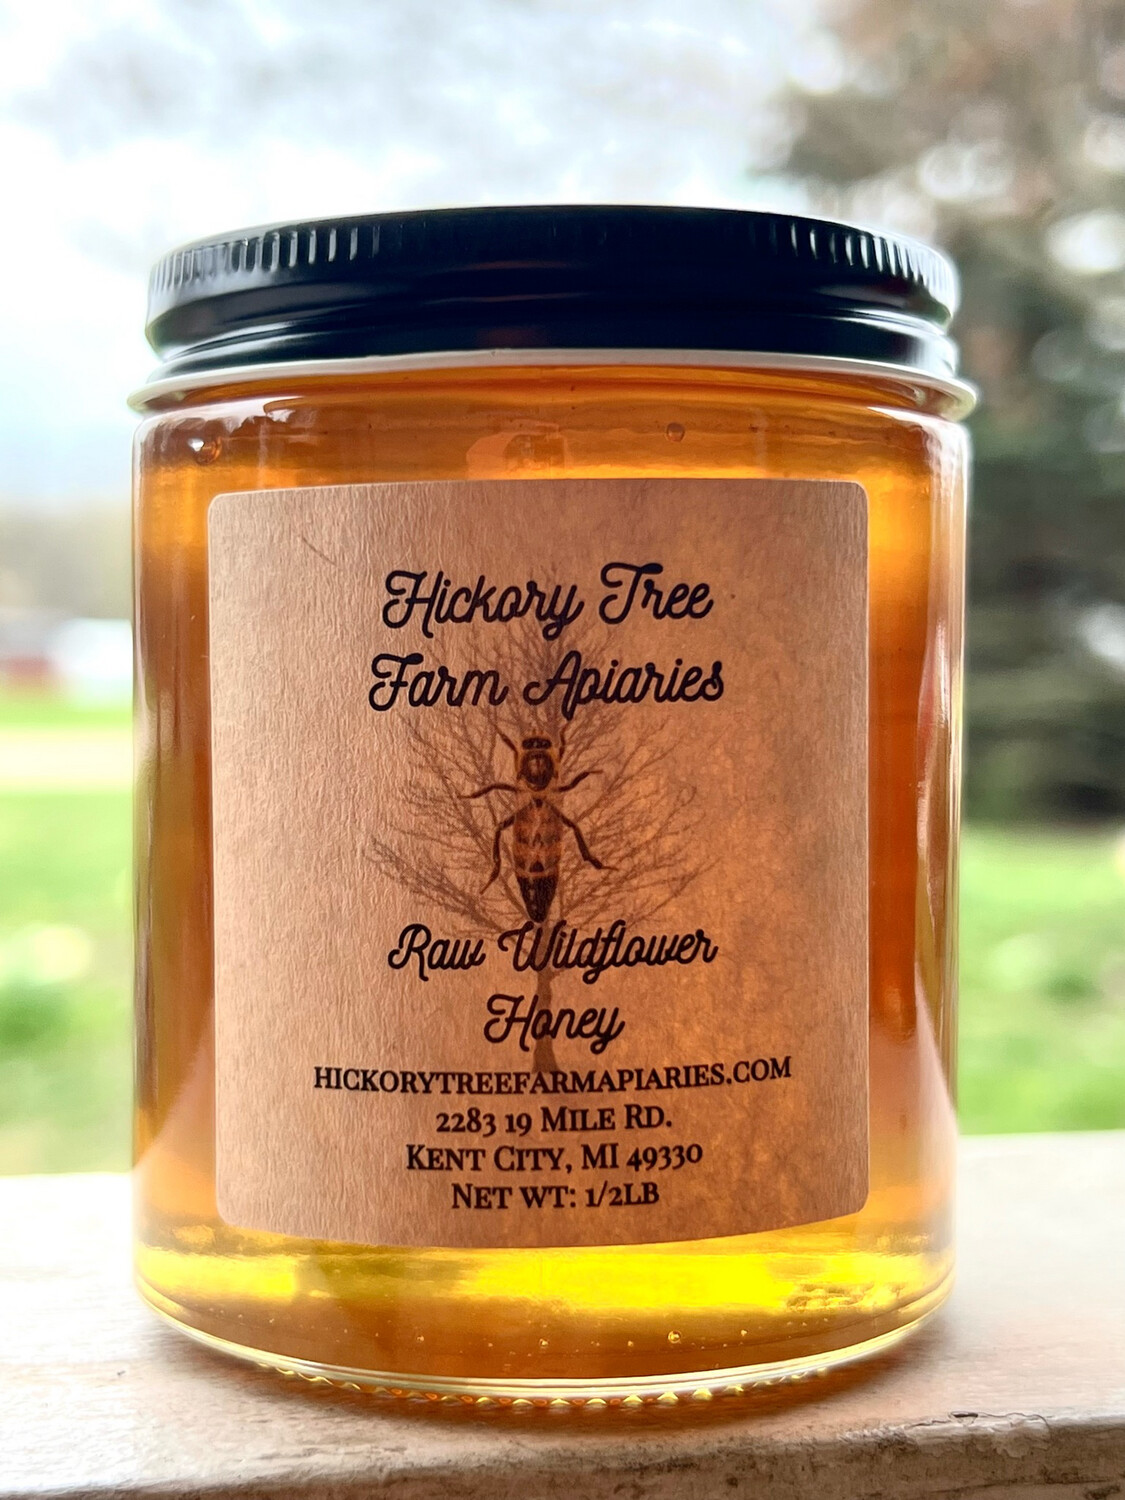 Hickory Tree
Farm Apiaries
Raw Wildflower
Honey
HICKORYTREEFARMAPIARIES.COM
2283 19 MILE RD.
KENT CITY, MI 49330
NET WT: 1/2LB